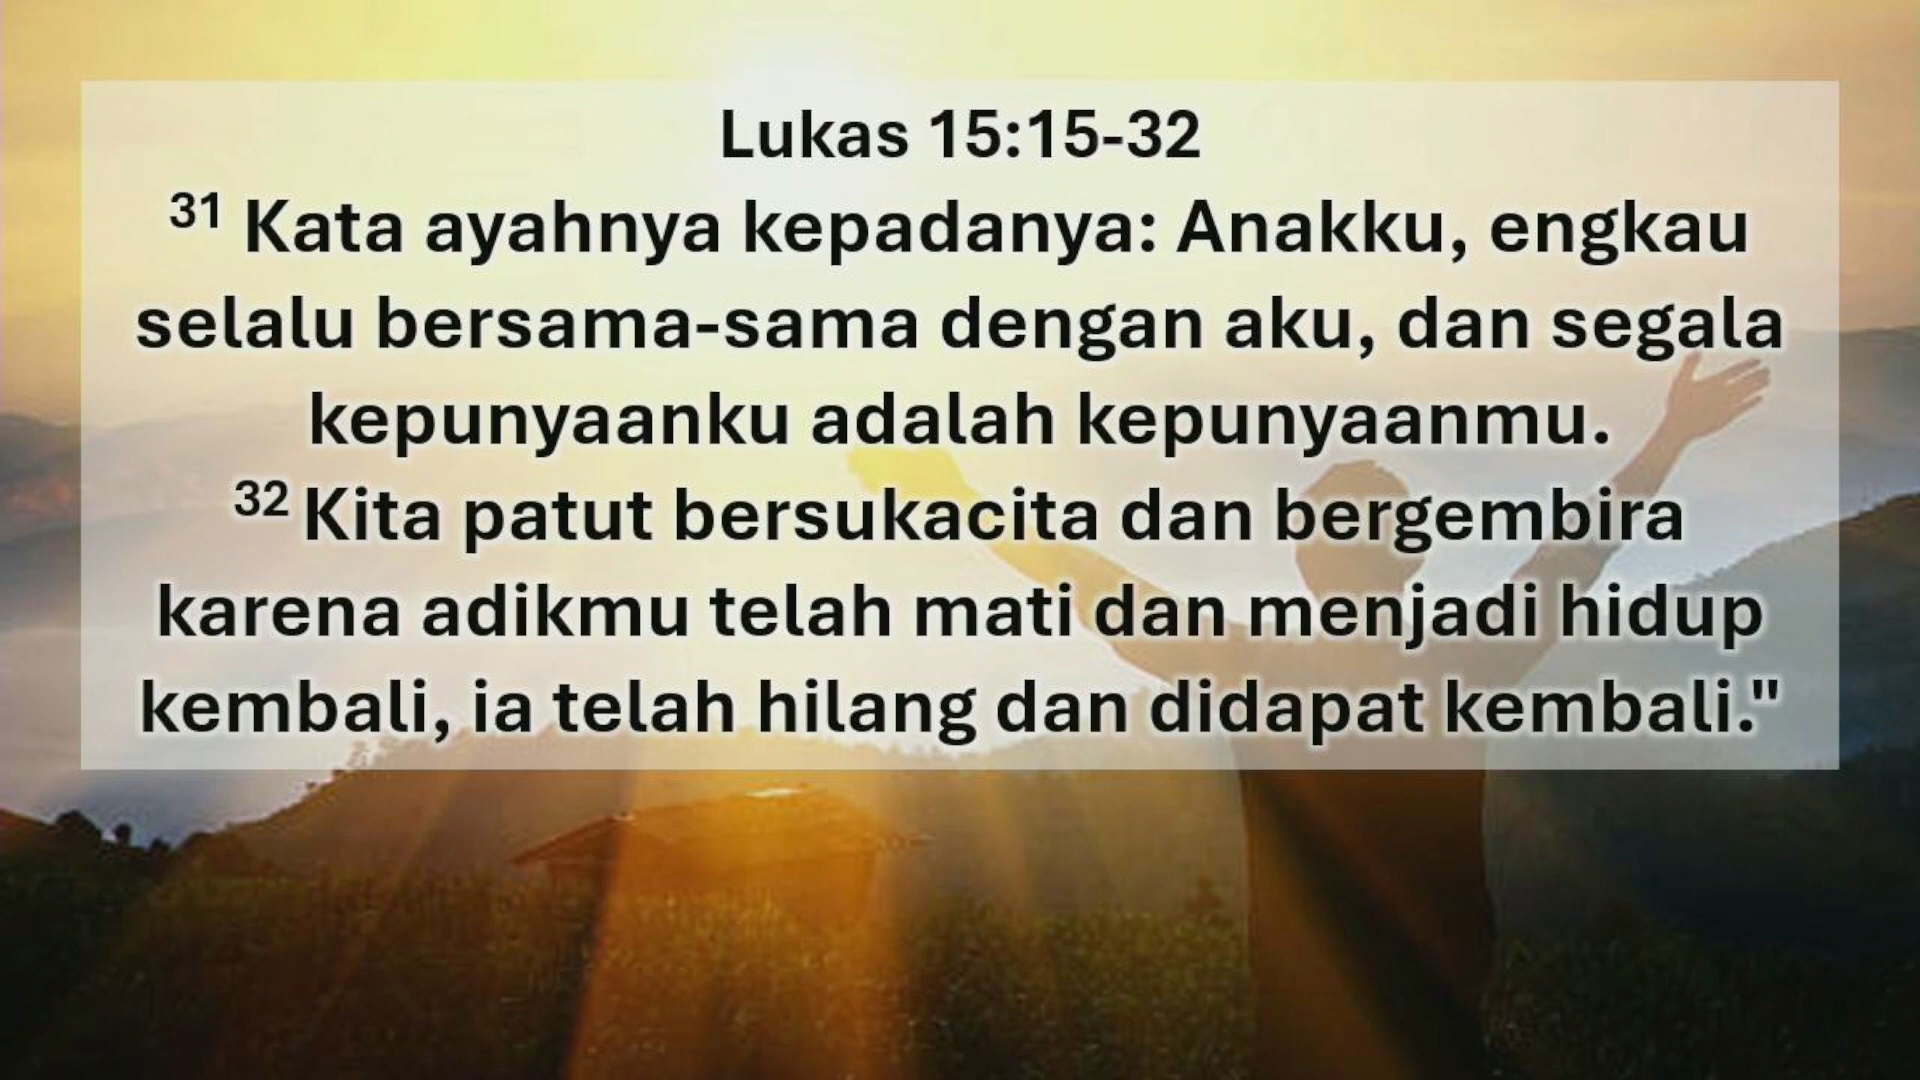 Lukas 15:15-32
31 Kata ayahnya kepadanya: Anakku, engkau
selalu bersama-sama dengan aku, dan segala
kepunyaanku adalah kepunyaanmu.
32 Kita patut bersukacita dan bergembira
karena adikmu telah mati dan menjadi hidup
kembali, ia telah hilang dan didapat kembali."